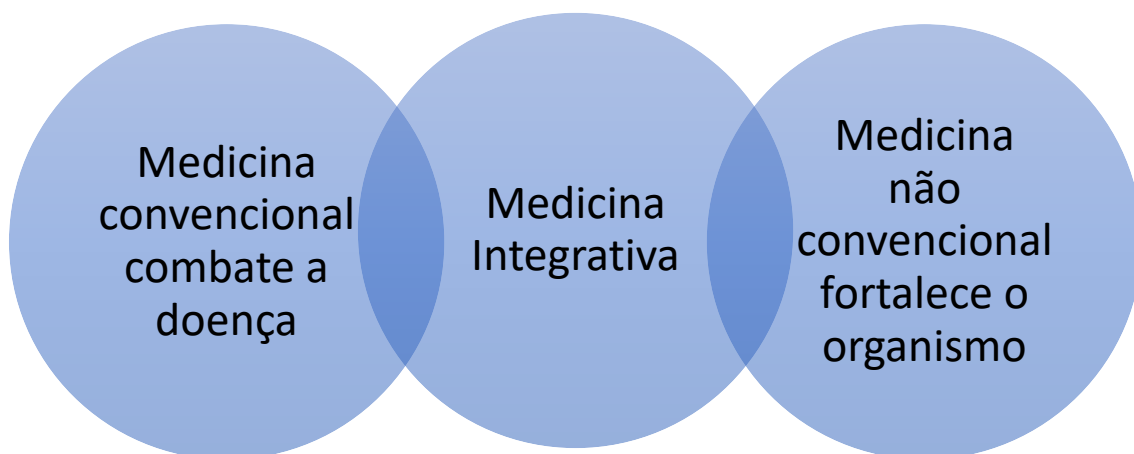 Medicina
convencional
combate a
doença
Medicina
Integrativa
Medicina
não
convencional
fortalece o
organismo